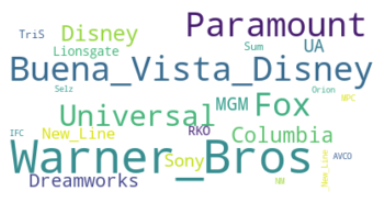 Paramount
TriS Disney
Lionsgate Sum UA
Buena_Vista_Disney
Selz Orion
Universal MGM Fox
IFC New_Line RKO Columbia
Warner_Bros Sony AVCO
Dreamworks _New_Line